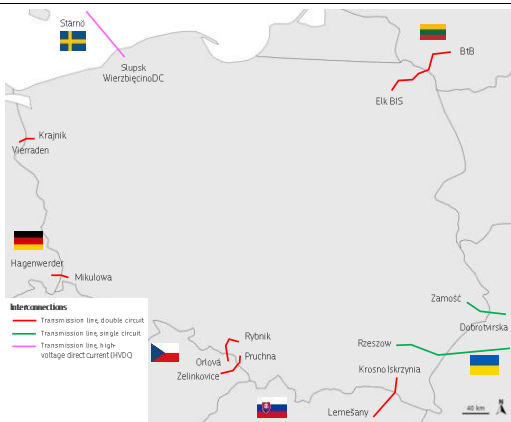 Stärnö
Słupsk
WierzbięcinoDC
BtB
Elk BIS
Krajnik
Vierraden
Hagenwerder
Mikulowa
Interconnections
Transmission line, double circuit
Transmission line, single circuit
Transmission line, high-
voltage direct current (HVDC)
Zamość
Dobrotvirska
Rzeszow
Krosno Iskrzynia
Rybnik
Pruchna
Orlová
Zelinkovice
Lemešany
40 km
N